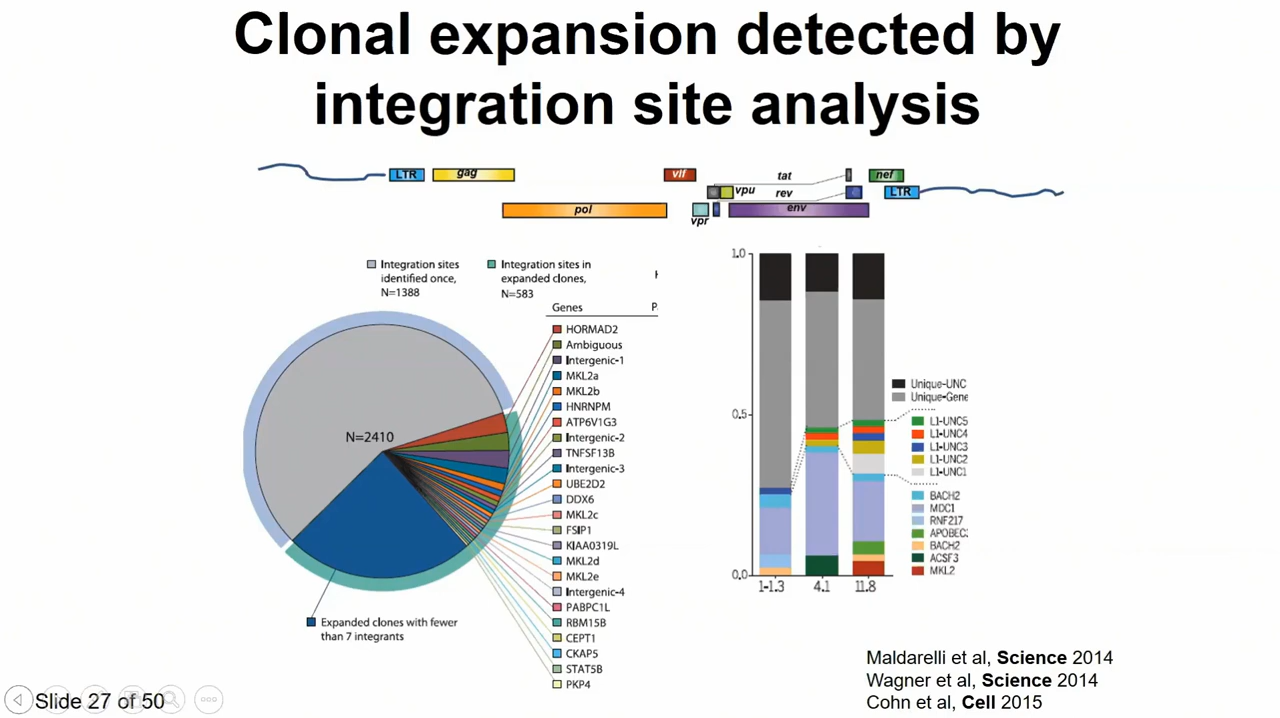 Clonal expansion detected by
integration site analysis
LTR
gag
pol
vif
vpr
vpu
tat
rev
env
nef
LTR
Integration sites
identified once,
N=1388
Integration sites in
expanded clones,
N=583
Genes
P
HORMAD2
Ambiguous
Intergenic-1
MKL2a
MKL2b
HNRNPM
ATP6V1G3
Intergenic-2
TNFSF13B
Intergenic-3
UBE2D2
DDX6
MKL2c
FSIP1
KIAA0319L
MKL2d
MKL2e
Intergenic-4
PABPC1L
RBM15B
CEPT1
CKAP5
STAT5B
PKP4
N=2410
Expanded clones with fewer
than 7 integrants
1.0
0.5
0.0
1-1.3
4.1
11.8
Unique-UNC
Unique-Gene
L1-UNC5
L1-UNC4
L1-UNC3
L1-UNC2
L1-UNC1
BACH2
MDC1
RNF217
APOBEC
BACH2
ACSF3
MKL2
Maldarelli et al, Science 2014
Wagner et al, Science 2014
Cohn et al, Cell 2015
Slide 27 of 50